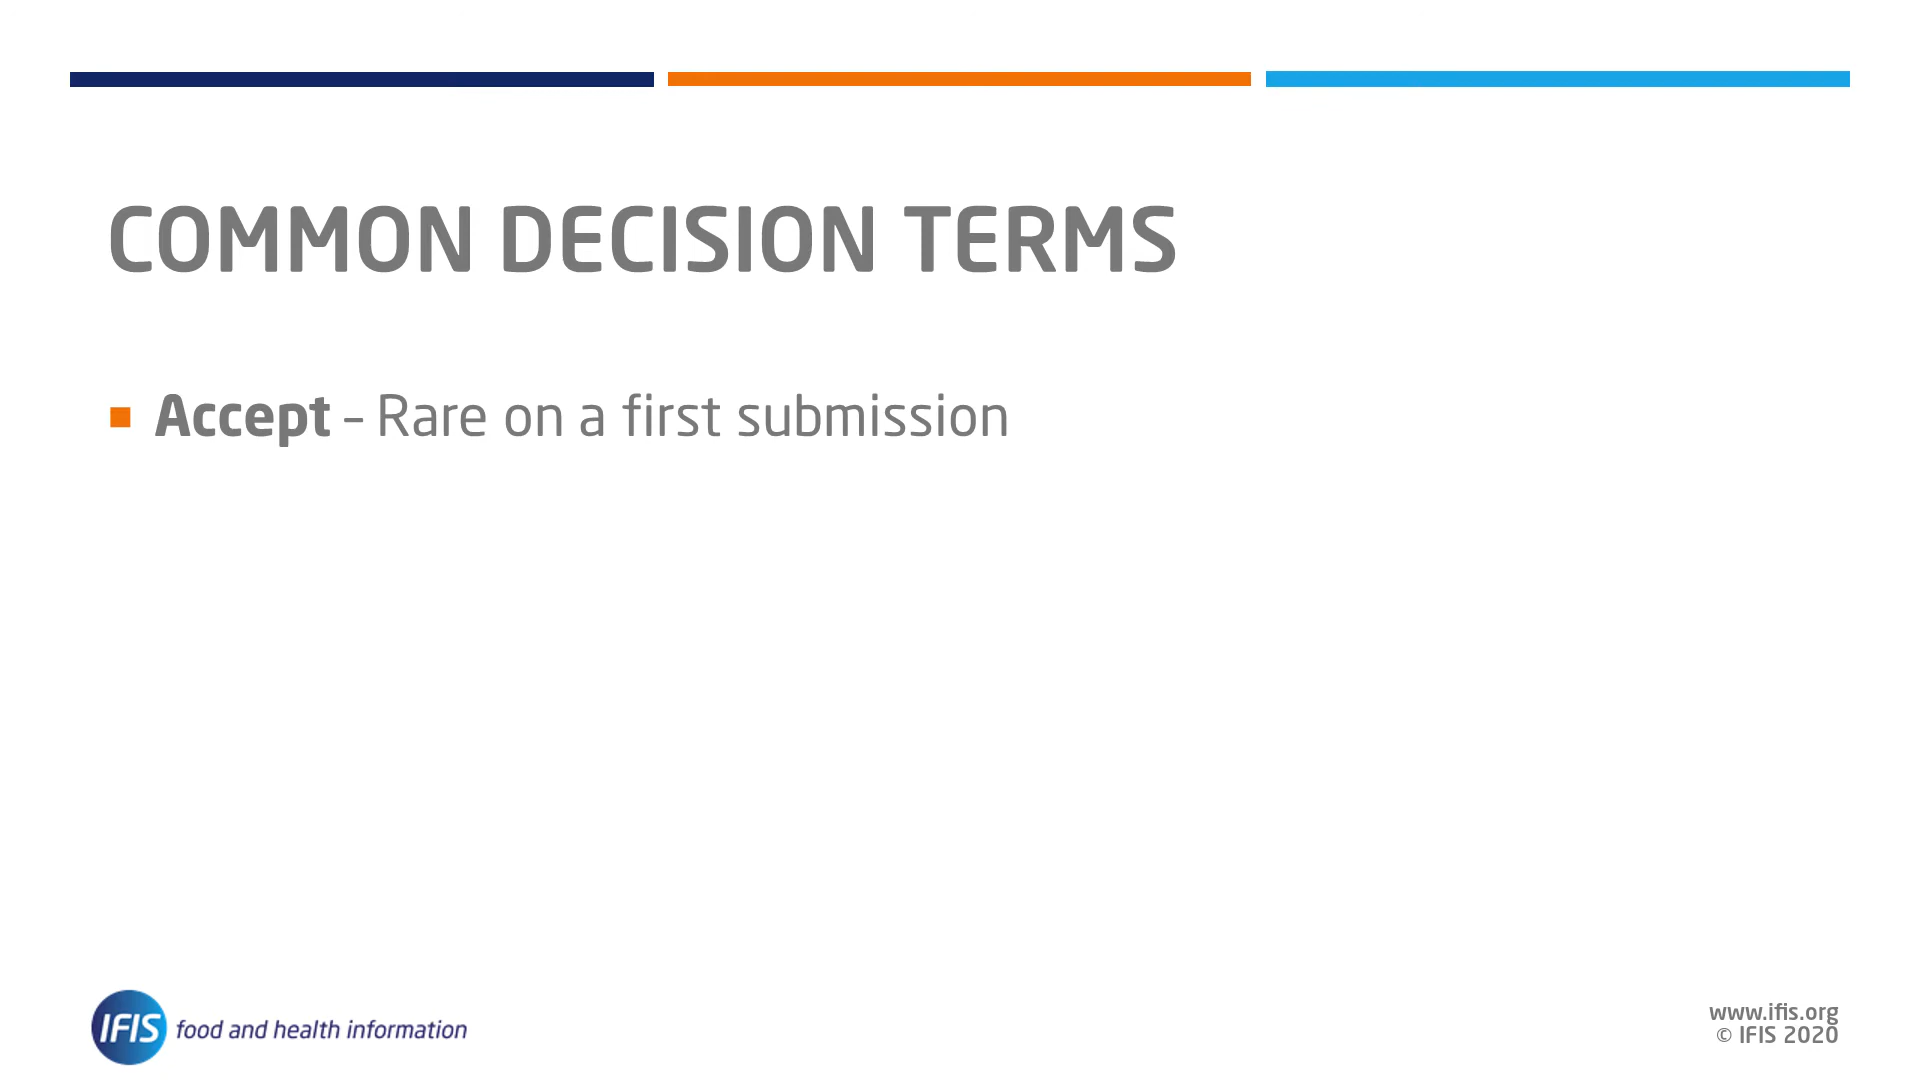 COMMON DECISION TERMS
Accept – Rare on a first submission
IFIS food and health information
www.ifis.org
© IFIS 2020